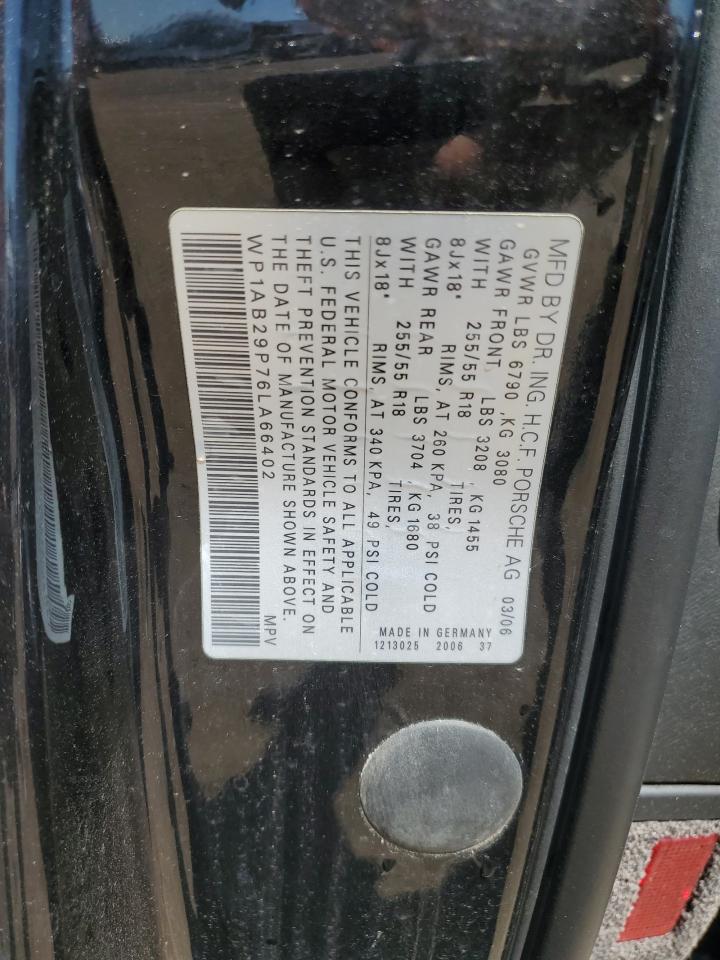 MFD BY DR. ING. H.C.F. PORSCHE AG 03/06
GVWR LBS 6790 ,KG 3080
GAWR FRONT, LBS 3208 , KG 1455
WITH 255/55 R18 TIRES,
8Jx18" RIMS, AT 260 KPA, 38 PSI COLD
GAWR REAR LBS 3704 , KG 1680
WITH 255/55 R18 TIRES,
8Jx18" RIMS, AT 340 KPA, 49 PSI COLD
MADE IN GERMANY
1213025 2006 37
THIS VEHICLE CONFORMS TO ALL APPLICABLE
U.S. FEDERAL MOTOR VEHICLE SAFETY AND
THEFT PREVENTION STANDARDS IN EFFECT ON
THE DATE OF MANUFACTURE SHOWN ABOVE.
WP1AB29P76LA66402 MPV